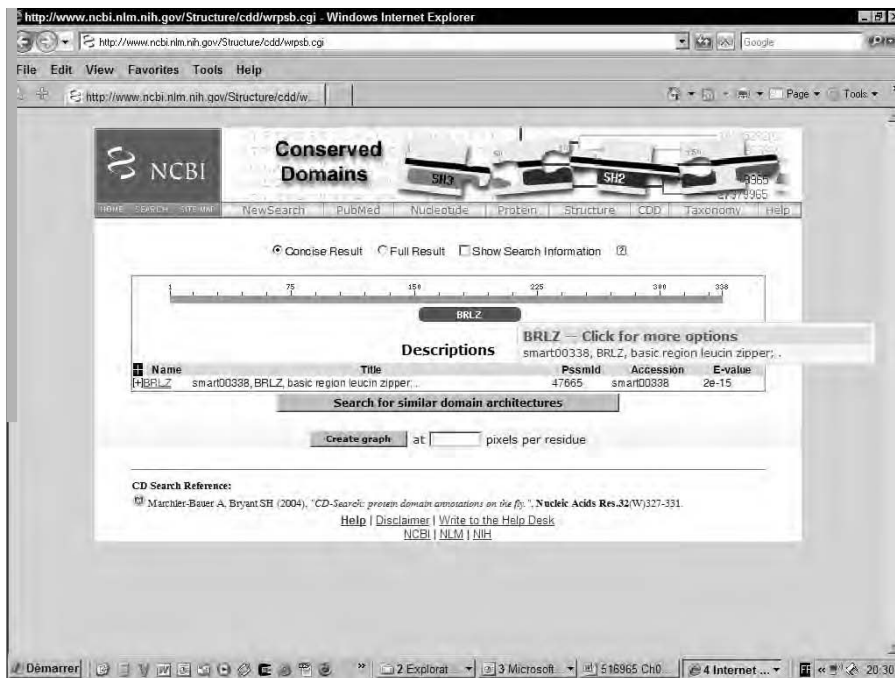 http://www.ncbi.nlm.nih.gov/Structure/cdd/wrpsb.cgi - Windows Internet Explorer
http://www.ncbi.nlm.nih.gov/Structure/cdd/wrpsb.cgi Google
File Edit View Favorites Tools Help
http://www.ncbi.nlm.nih.gov/Structure/cdd/w... Page Tools
NCBI
Conserved
Domains
SH3 SH2
HOME SEARCH SITE MAP NewSearch PubMed Nucleotide Protein Structure CDD Taxonomy Help
Concise Result Full Result Show Search Information [?]
1 75 150 225 300 338
BRLZ
BRLZ - Click for more options
smart00338, BRLZ, basic region leucin zipper; .
Descriptions
Name Title PssmId Accession E-value
[+]BRLZ smart00338, BRLZ, basic region leucin zipper; . 47665 smart00338 2e-15
Search for similar domain architectures
Create graph at pixels per residue
CD Search Reference:
Marchler-Bauer A, Bryant SH (2004), "CD-Search: protein domain annotations on the fly.", Nucleic Acids Res.32(W)327-331.
Help | Disclaimer | Write to the Help Desk
NCBI | NLM | NIH
Démarrer » 2 Explorat... 3 Microsoft... 516965 Ch0... 4 Internet ... FF « 20:30